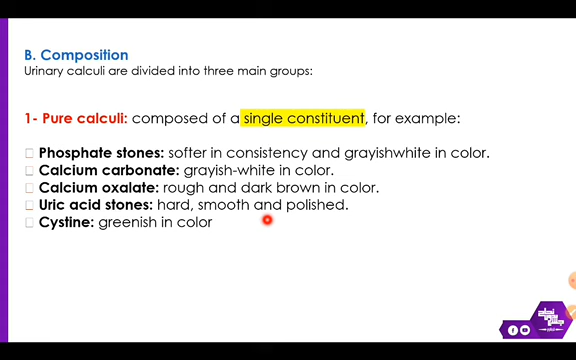 B. Composition
Urinary calculi are divided into three main groups:
1- Pure calculi: composed of a single constituent, for example:
Phosphate stones: softer in consistency and grayishwhite in color.
Calcium carbonate: grayish-white in color.
Calcium oxalate: rough and dark brown in color.
Uric acid stones: hard, smooth and polished.
Cystine: greenish in color